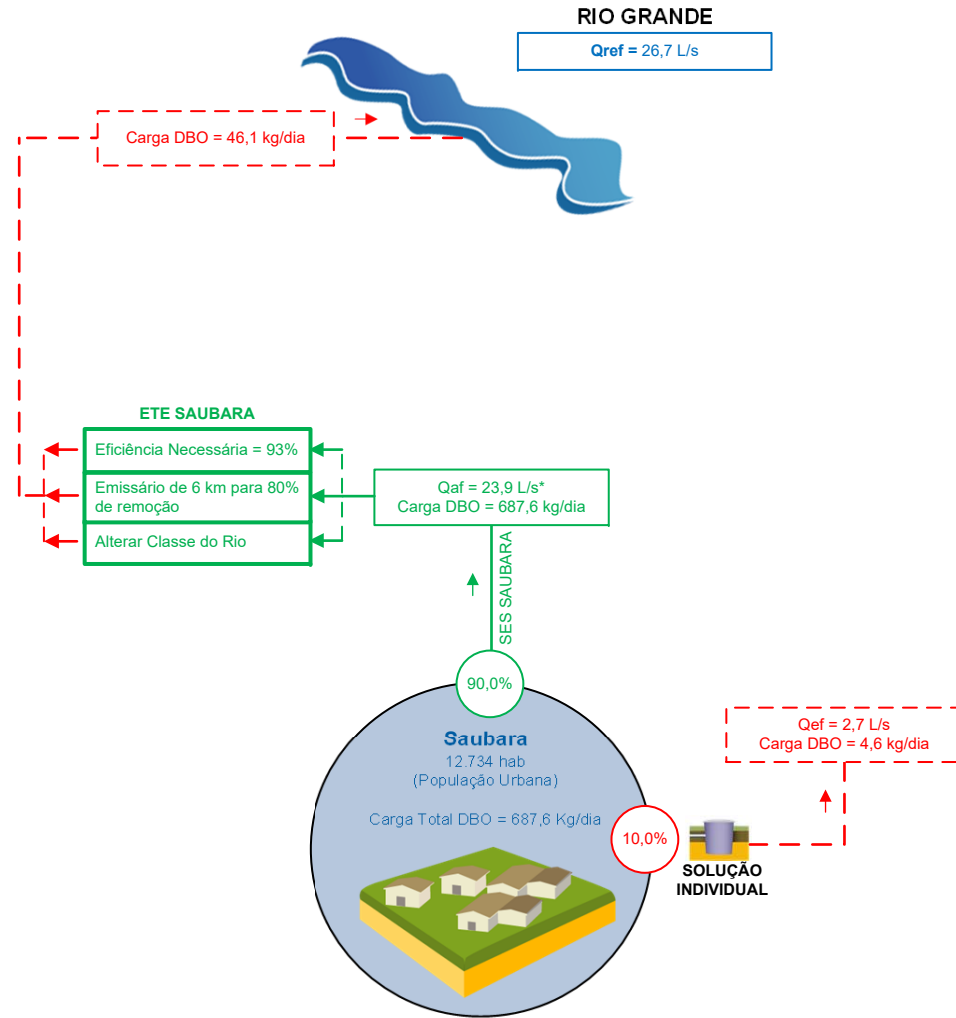 RIO GRANDE
Qref = 26,7 L/s
Carga DBO = 46,1 kg/dia
ETE SAUBARA
Eficiência Necessária = 93%
Emissário de 6 km para 80%
de remoção
Alterar Classe do Rio
Qaf = 23,9 L/s*
Carga DBO = 687,6 kg/dia
SES SAUBARA
90,0%
Saubara
12.734 hab
(População Urbana)
Carga Total DBO = 687,6 Kg/dia
10,0%
SOLUÇÃO
INDIVIDUAL
Qef = 2,7 L/s
Carga DBO = 4,6 kg/dia